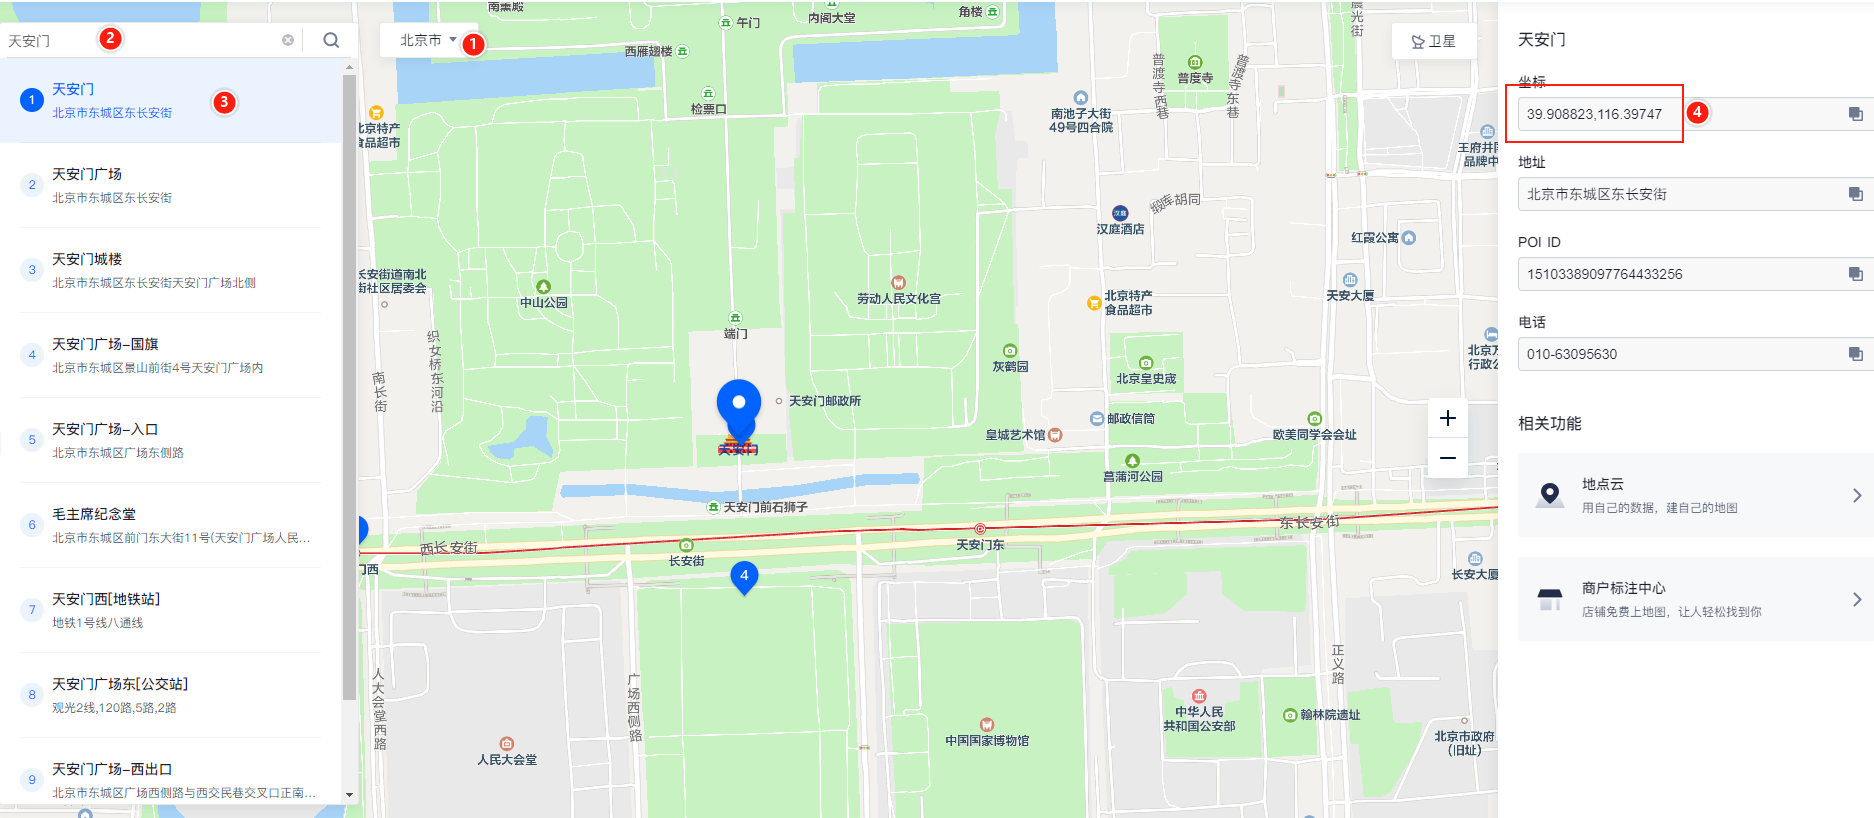 天安门
2
北京市
1
1
天安门
北京市东城区东长安街
3
2
天安门广场
北京市东城区东长安街
3
天安门城楼
北京市东城区东长安街天安门广场北侧
4
天安门广场-国旗
北京市东城区景山前街4号天安门广场内
5
天安门广场-入口
北京市东城区广场东侧路
6
毛主席纪念堂
北京市东城区前门东大街11号(天安门广场人民...
7
天安门西[地铁站]
地铁1号线八通线
8
天安门广场东[公交站]
观光2线,120路,5路,2路
9
天安门广场-西出口
北京市东城区广场西侧路与西交民巷交叉口正南...
南熏殿
午门
内阁大堂
角楼
晨光街
西雁翅楼
卫星
普渡寺西巷
普度寺
普渡寺东巷
检票口
南池子大街
49号四合院
北京特产
食品超市
王府井
品牌中
缎库胡同
汉庭
汉庭酒店
红霞公寓
长安街道南北
街社区居委会
中山公园
劳动人民文化宫
天安大厦
北京特产
食品超市
端门
织女桥东河沿
南长街
灰鹤园
北京皇史宬
北京万
行政公
天安门邮政所
邮政信筒
皇城艺术馆
欧美同学会会址
天安门
菖蒲河公园
天安门前石狮子
东长安街
西长安街
天安门东
长安街
门西
长安大厦
4
正义路
人大会堂西路
广场西侧路
中华人民
共和国公安部
翰林院遗址
中国国家博物馆
北京市政府
(旧址)
人民大会堂
天安门
坐标
39.908823,116.39747
4
地址
北京市东城区东长安街
POI ID
15103389097764433256
电话
010-63095630
相关功能
地点云
用自己的数据，建自己的地图
商户标注中心
店铺免费上地图，让人轻松找到你